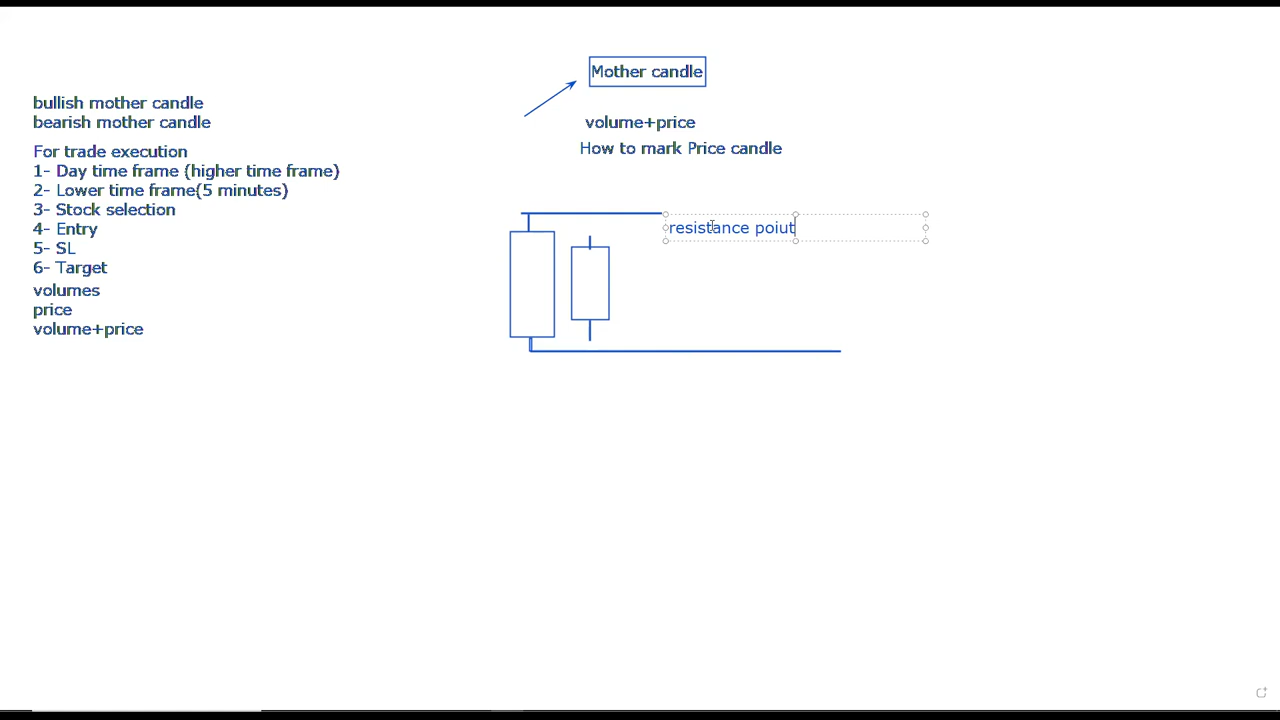 Mother candle
bullish mother candle
bearish mother candle
volume+price
How to mark Price candle
For trade execution
1- Day time frame (higher time frame)
2- Lower time frame(5 minutes)
3- Stock selection
4- Entry
5- SL
6- Target
volumes
price
volume+price
resistance poiut